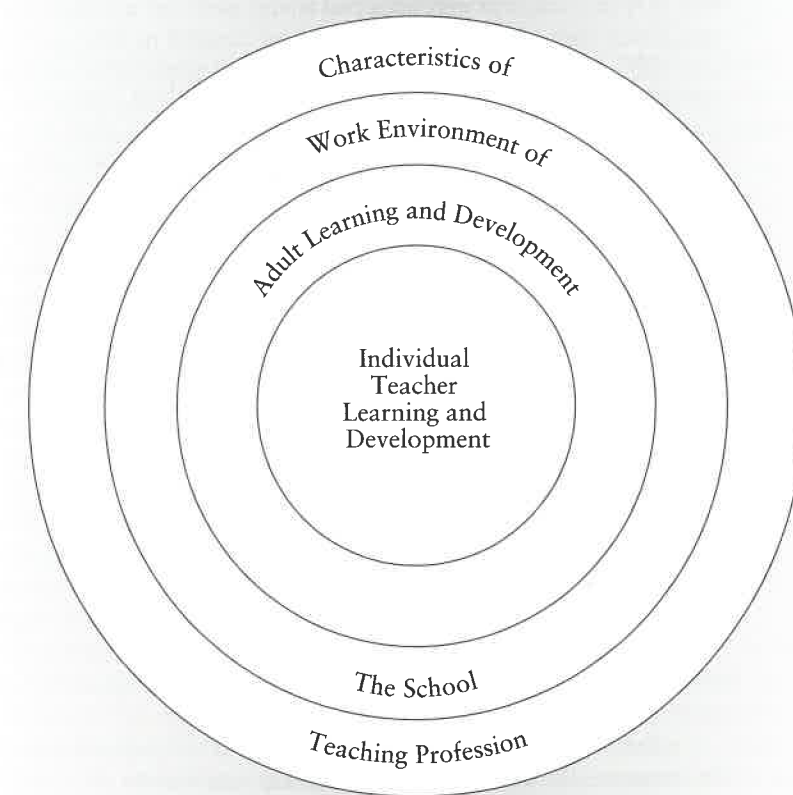 Characteristics of
Work Environment of
Adult Learning and Development
Individual
Teacher
Learning and
Development
The School
Teaching Profession